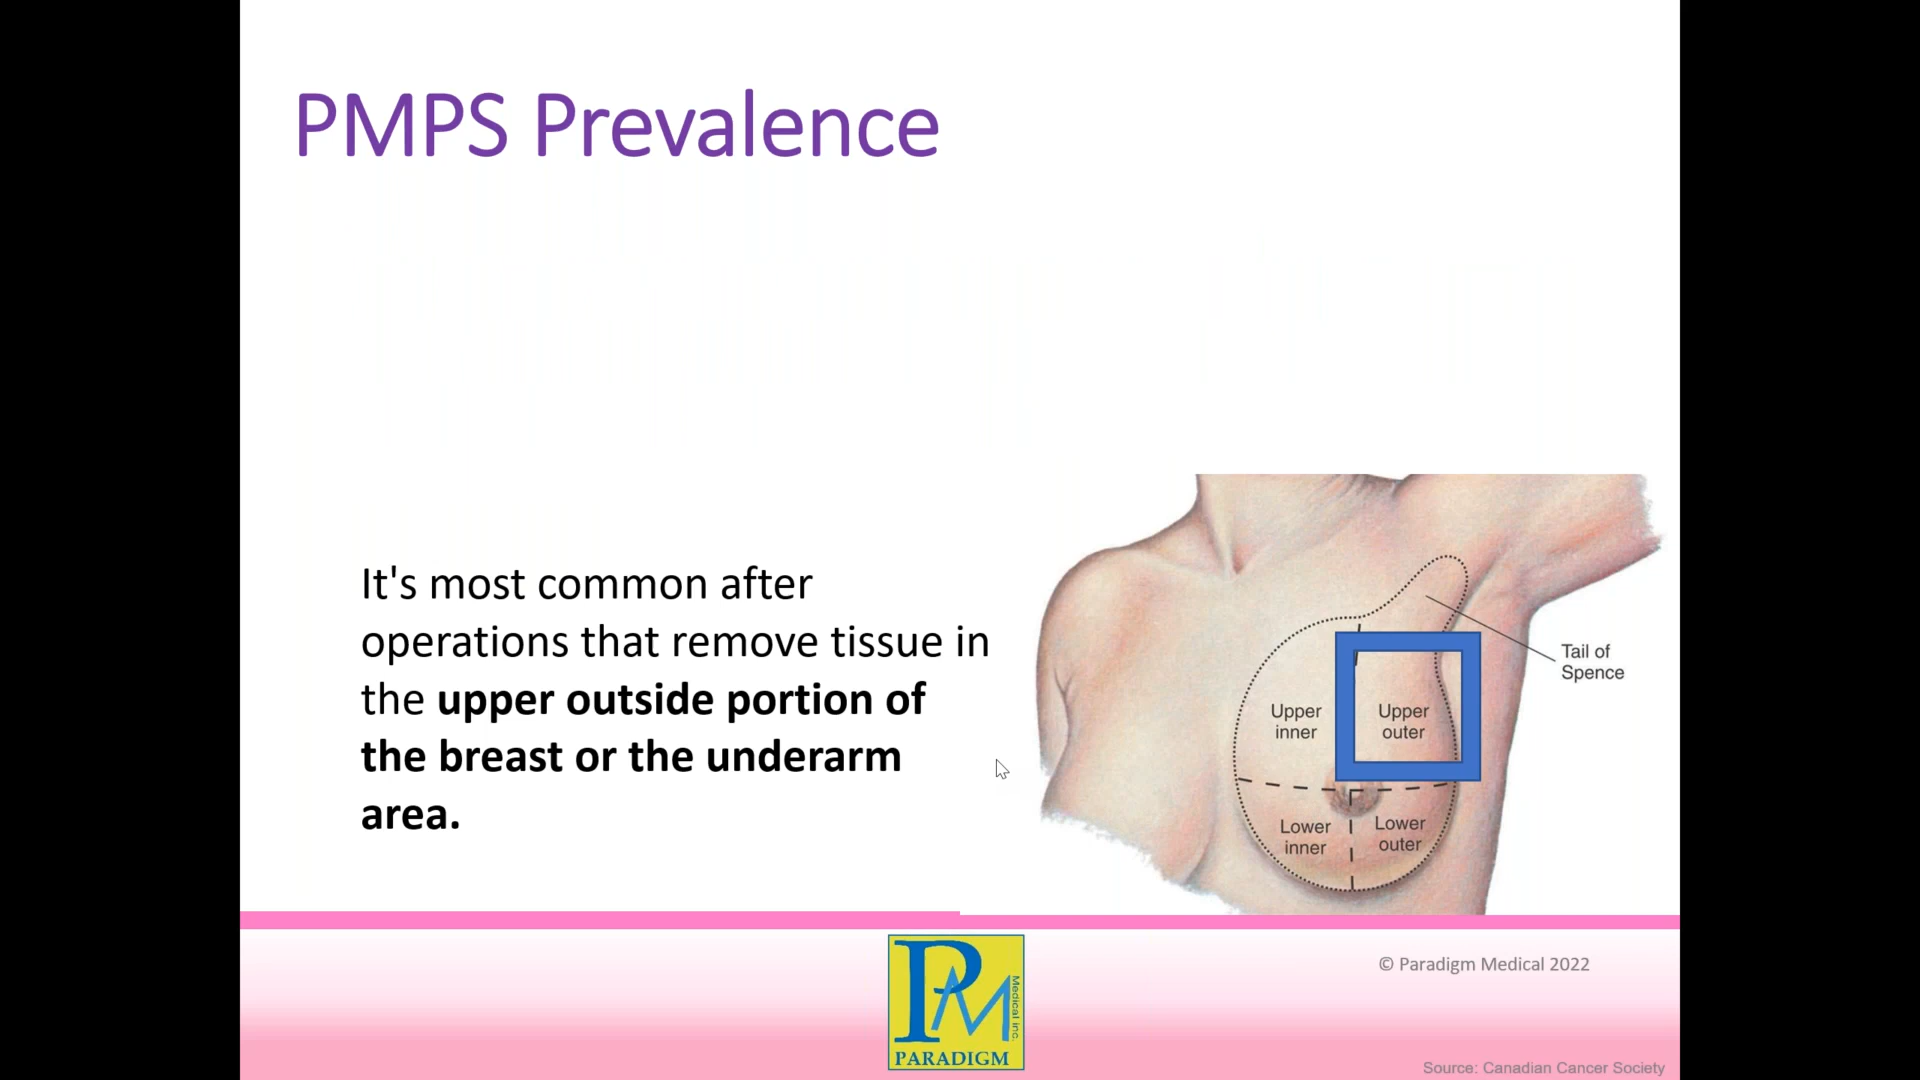 PMPS Prevalence
It's most common after
operations that remove tissue in
the upper outside portion of
the breast or the underarm
area.
Tail of
Spence
Upper
inner
Upper
outer
Lower
inner
Lower
outer
PM
Medical inc.
PARADIGM
© Paradigm Medical 2022
Source: Canadian Cancer Society